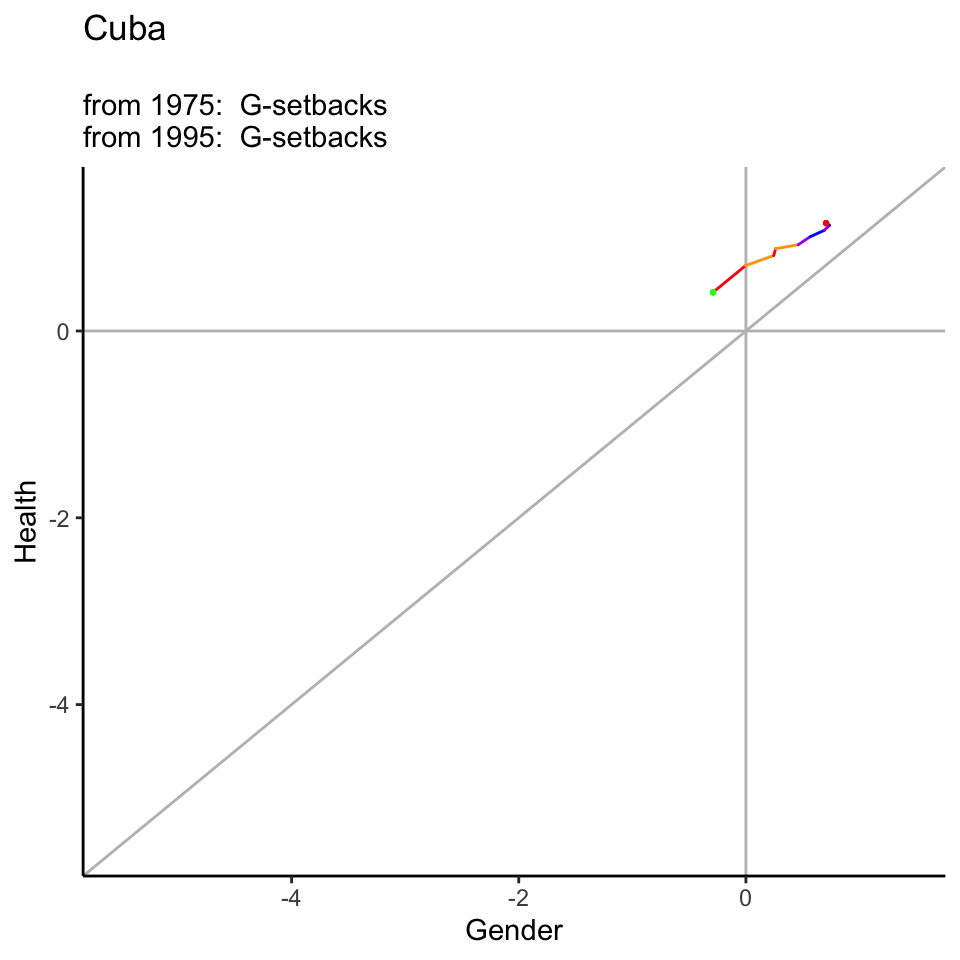 Cuba
from 1975:  G-setbacks
from 1995:  G-setbacks
0
-2
-4
Health
-4
-2
0
Gender